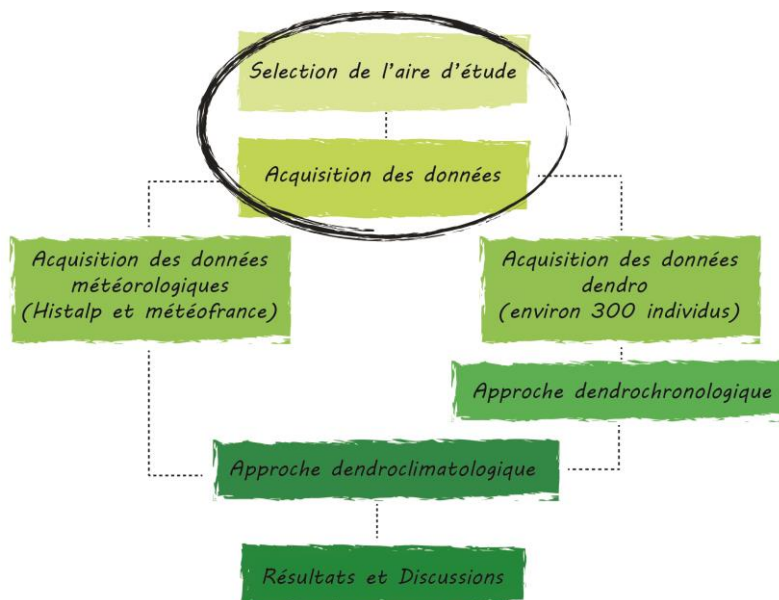 Selection de l'aire d'étude
Acquisition des données
Acquisition des données
météorologiques
(Histalp et météofrance)
Acquisition des données
dendro
(environ 300 individus)
Approche dendrochronologique
Approche dendroclimatologique
Résultats et Discussions